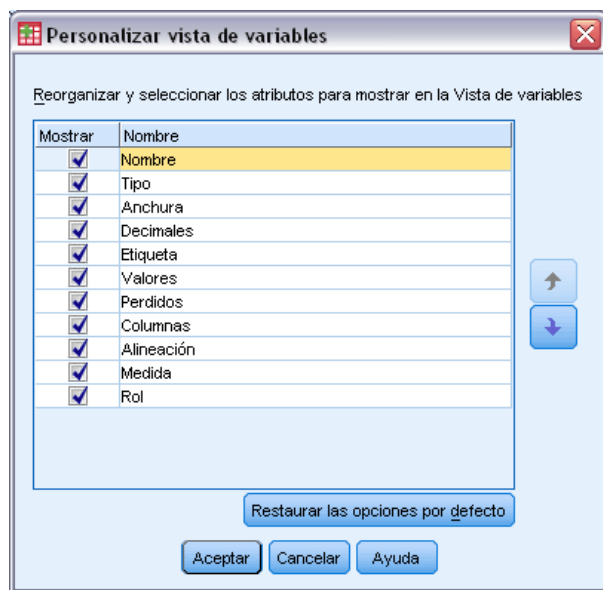 Personalizar vista de variables
Reorganizar y seleccionar los atributos para mostrar en la Vista de variables
Mostrar Nombre
Nombre
Tipo
Anchura
Decimales
Etiqueta
Valores
Perdidos
Columnas
Alineación
Medida
Rol
Restaurar las opciones por defecto
Aceptar Cancelar Ayuda